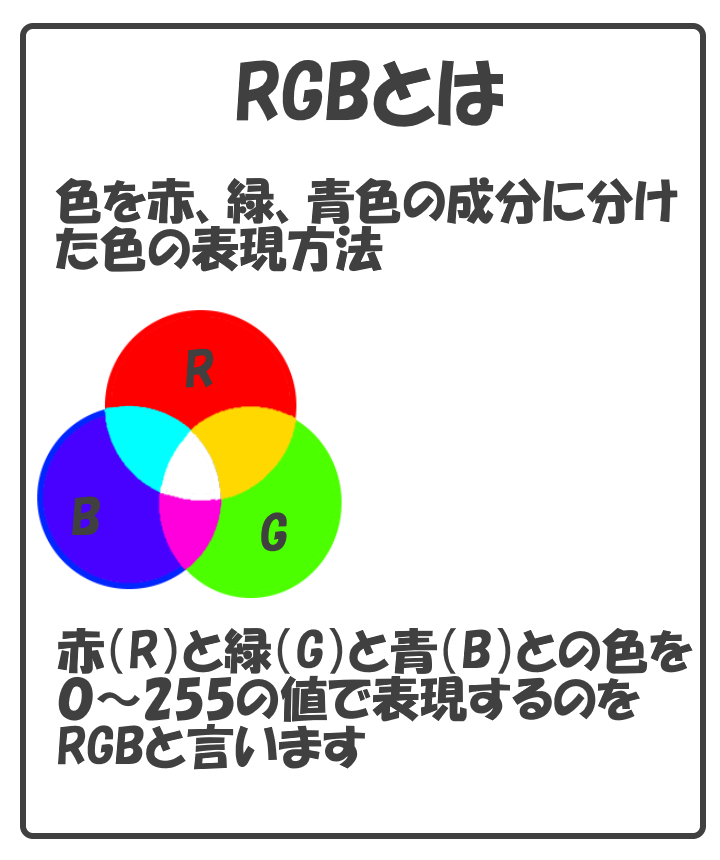 RGBとは
色を赤、緑、青色の成分に分け
た色の表現方法
R
B
G
赤(R)と緑(G)と青(B)との色を
0～255の値で表現するのを
RGBと言います